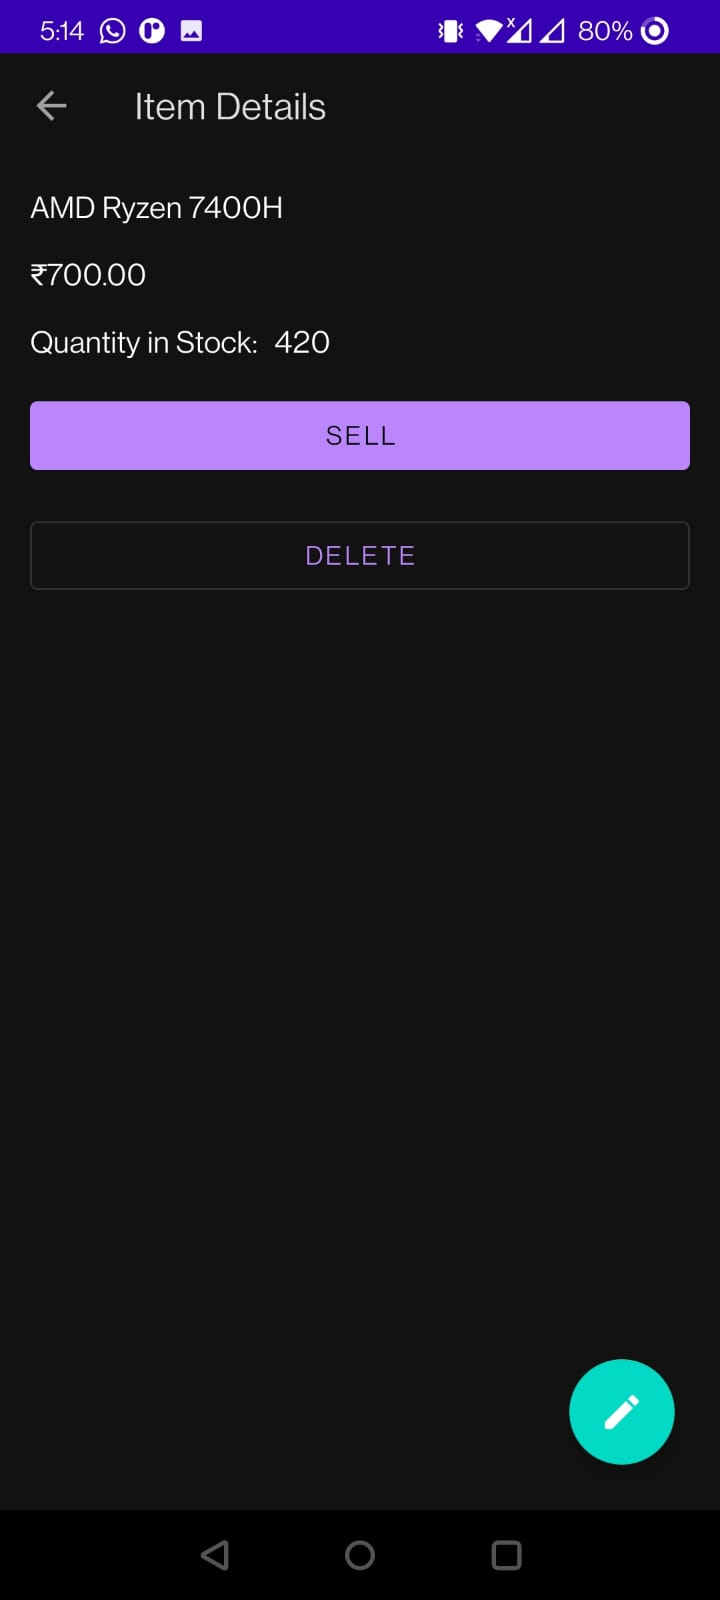 5:14 80%
Item Details
AMD Ryzen 7400H
₹700.00
Quantity in Stock: 420
SELL
DELETE